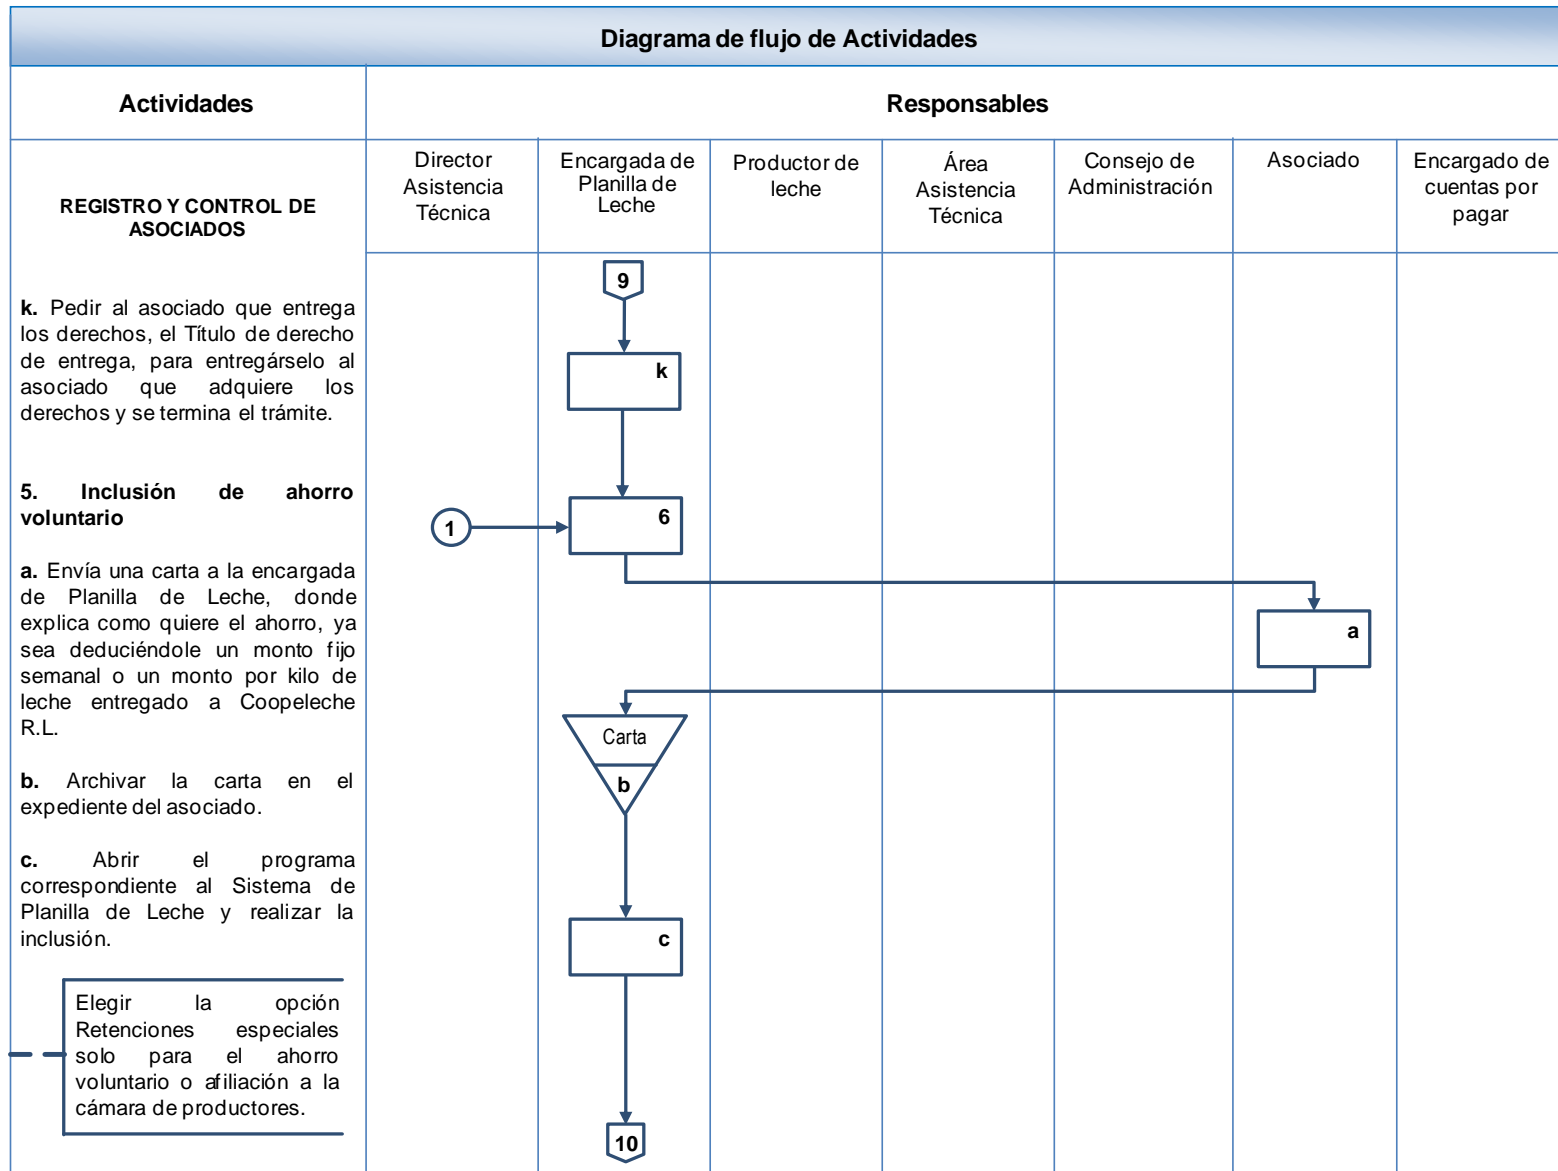 Diagrama de flujo de Actividades
Actividades
Responsables
REGISTRO Y CONTROL DE
ASOCIADOS
Director
Asistencia
Técnica
Encargada de
Planilla de
Leche
Productor de
leche
Área
Asistencia
Técnica
Consejo de
Administración
Asociado
Encargado de
cuentas por
pagar
k. Pedir al asociado que entrega
los derechos, el Título de derecho
de entrega, para entregárselo al
asociado que adquiere los
derechos y se termina el trámite.
5. Inclusión de ahorro
voluntario
a. Envía una carta a la encargada
de Planilla de Leche, donde
explica como quiere el ahorro, ya
sea deduciéndole un monto fijo
semanal o un monto por kilo de
leche entregado a Coopeleche
R.L.
b. Archivar la carta en el
expediente del asociado.
c. Abrir el programa
correspondiente al Sistema de
Planilla de Leche y realizar la
inclusión.
Elegir la opción
Retenciones especiales
solo para el ahorro
voluntario o afiliación a la
cámara de productores.
9
k
1
6
a
Carta
b
c
10